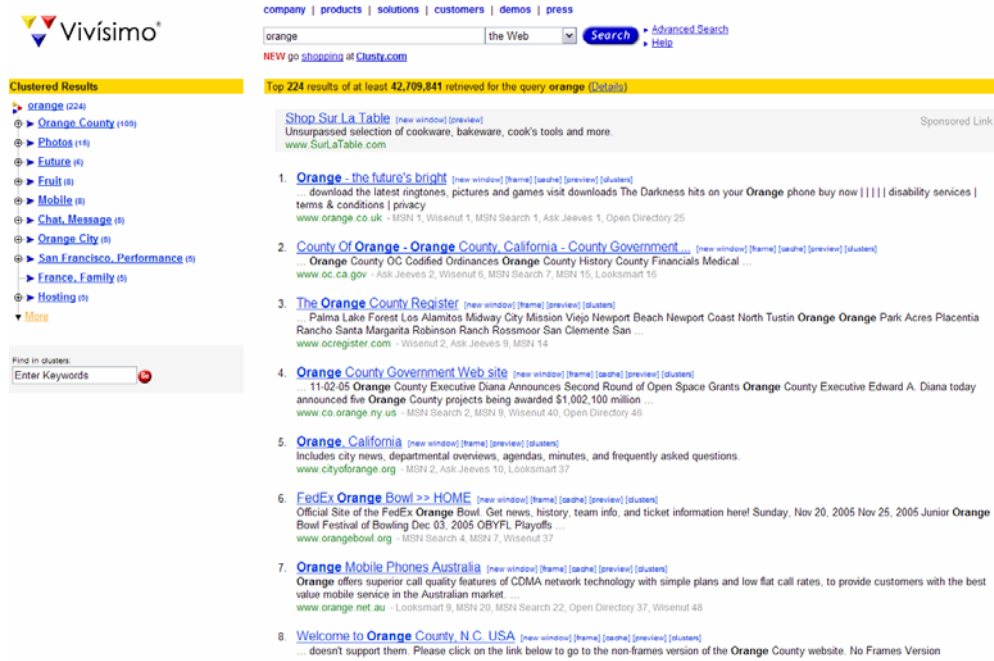 company | products | solutions | customers | demos | press
Vivísimo®
orange the Web Search Advanced Search
Help
NEW go shopping at Clusty.com
Clustered Results
orange (224)
Orange County (109)
Photos (15)
Future (4)
Fruit (8)
Mobile (8)
Chat, Message (5)
Orange City (5)
San Francisco, Performance (5)
France, Family (5)
Hosting (5)
More
Find in clusters:
Enter Keywords Go
Top 224 results of at least 42,709,841 retrieved for the query orange (Details)
Shop Sur La Table [new window] [preview] Sponsored Link
Unsurpassed selection of cookware, bakeware, cook's tools and more.
www.SurLaTable.com
1. Orange - the future's bright [new window] [frame] [cache] [preview] [clusters]
... download the latest ringtones, pictures and games visit downloads The Darkness hits on your Orange phone buy now | | | | | disability services |
terms & conditions | privacy
www.orange.co.uk - MSN 1, Wisenut 1, MSN Search 1, Ask Jeeves 1, Open Directory 25
2. County Of Orange - Orange County, California - County Government ... [new window] [frame] [cache] [preview] [clusters]
... Orange County OC Codified Ordinances Orange County History County Financials Medical ...
www.oc.ca.gov - Ask Jeeves 2, Wisenut 6, MSN Search 7, MSN 15, Looksmart 16
3. The Orange County Register [new window] [frame] [preview] [clusters]
... Palma Lake Forest Los Alamitos Midway City Mission Viejo Newport Beach Newport Coast North Tustin Orange Orange Park Acres Placentia
Rancho Santa Margarita Robinson Ranch Rossmoor San Clemente San ...
www.ocregister.com - Wisenut 2, Ask Jeeves 9, MSN 14
4. Orange County Government Web site [new window] [frame] [cache] [preview] [clusters]
... 11-02-05 Orange County Executive Diana Announces Second Round of Open Space Grants Orange County Executive Edward A. Diana today
announced five Orange County projects being awarded $1,002,100 million ...
www.co.orange.ny.us - MSN Search 2, MSN 9, Wisenut 40, Open Directory 46
5. Orange, California [new window] [frame] [preview] [clusters]
Includes city news, departmental overviews, agendas, minutes, and frequently asked questions.
www.cityoforange.org - MSN 2, Ask Jeeves 10, Looksmart 37
6. FedEx Orange Bowl >> HOME [new window] [frame] [cache] [preview] [clusters]
Official Site of the FedEx Orange Bowl. Get news, history, team info, and ticket information here! Sunday, Nov 20, 2005 Nov 25, 2005 Junior Orange
Bowl Festival of Bowling Dec 03, 2005 OBYFL Playoffs ...
www.orangebowl.org - MSN Search 4, MSN 7, Wisenut 37
7. Orange Mobile Phones Australia [new window] [frame] [cache] [preview] [clusters]
Orange offers superior call quality features of CDMA network technology with simple plans and low flat call rates, to provide customers with the best
value mobile service in the Australian market. ...
www.orange.net.au - Looksmart 9, MSN 20, MSN Search 22, Open Directory 37, Wisenut 48
8. Welcome to Orange County, N.C. USA [new window] [frame] [cache] [preview] [clusters]
... doesn't support them. Please click on the link below to go to the non-frames version of the Orange County website. No Frames Version